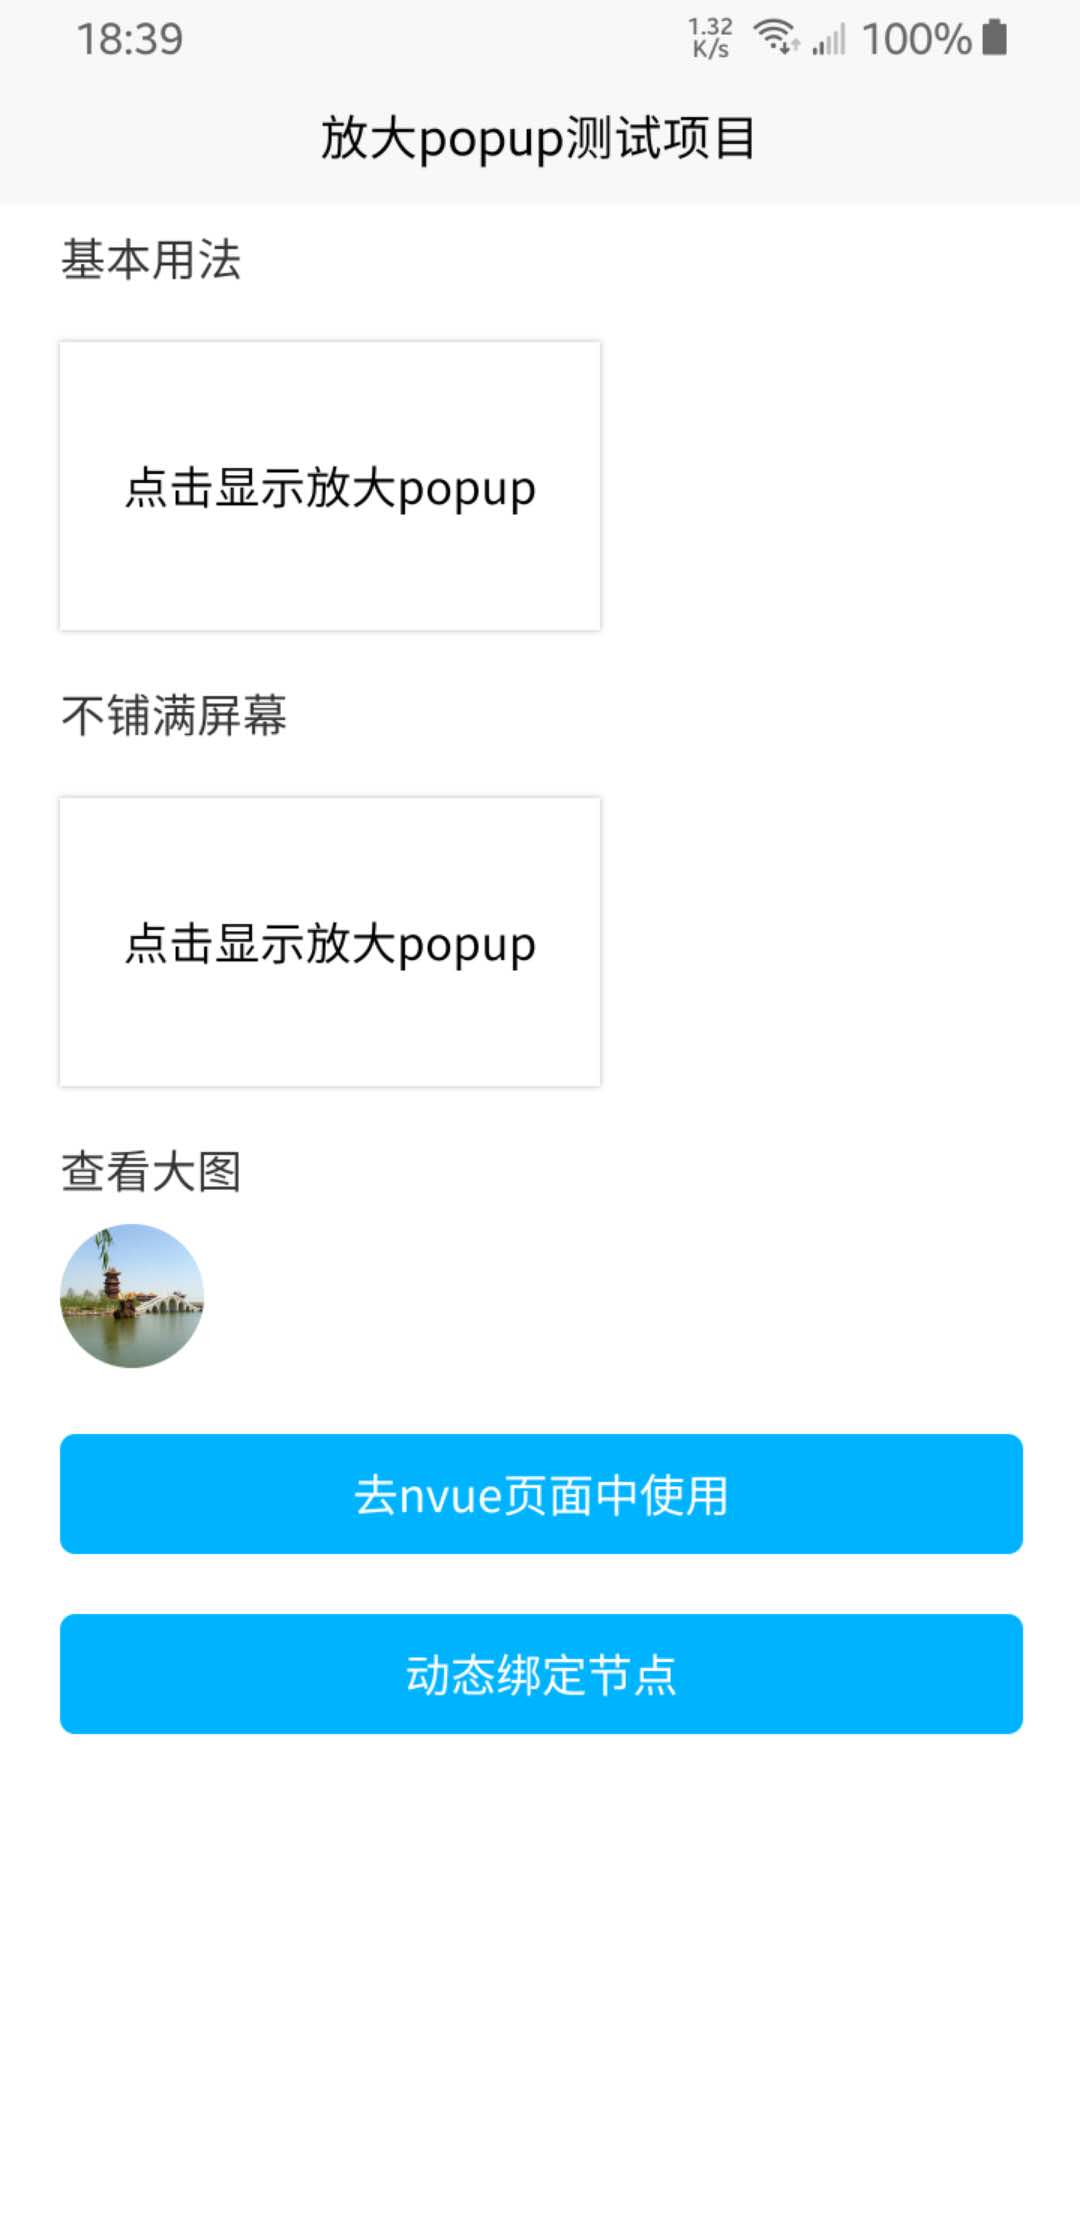 18:39
1.32
K/s
100%
放大popup测试项目
基本用法
点击显示放大popup
不铺满屏幕
点击显示放大popup
查看大图
去nvue页面中使用
动态绑定节点